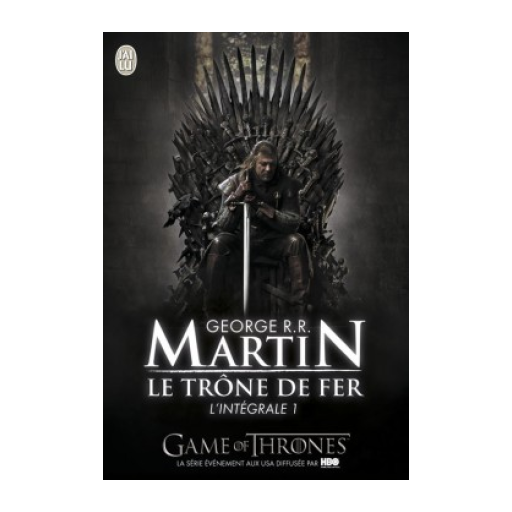 J'AI
LU
GEORGE R.R.
MARTIN
LE TRÔNE DE FER
L'INTÉGRALE 1
GAME OF THRONES
LA SÉRIE ÉVÉNEMENT AUX USA DIFFUSÉE PAR HBO